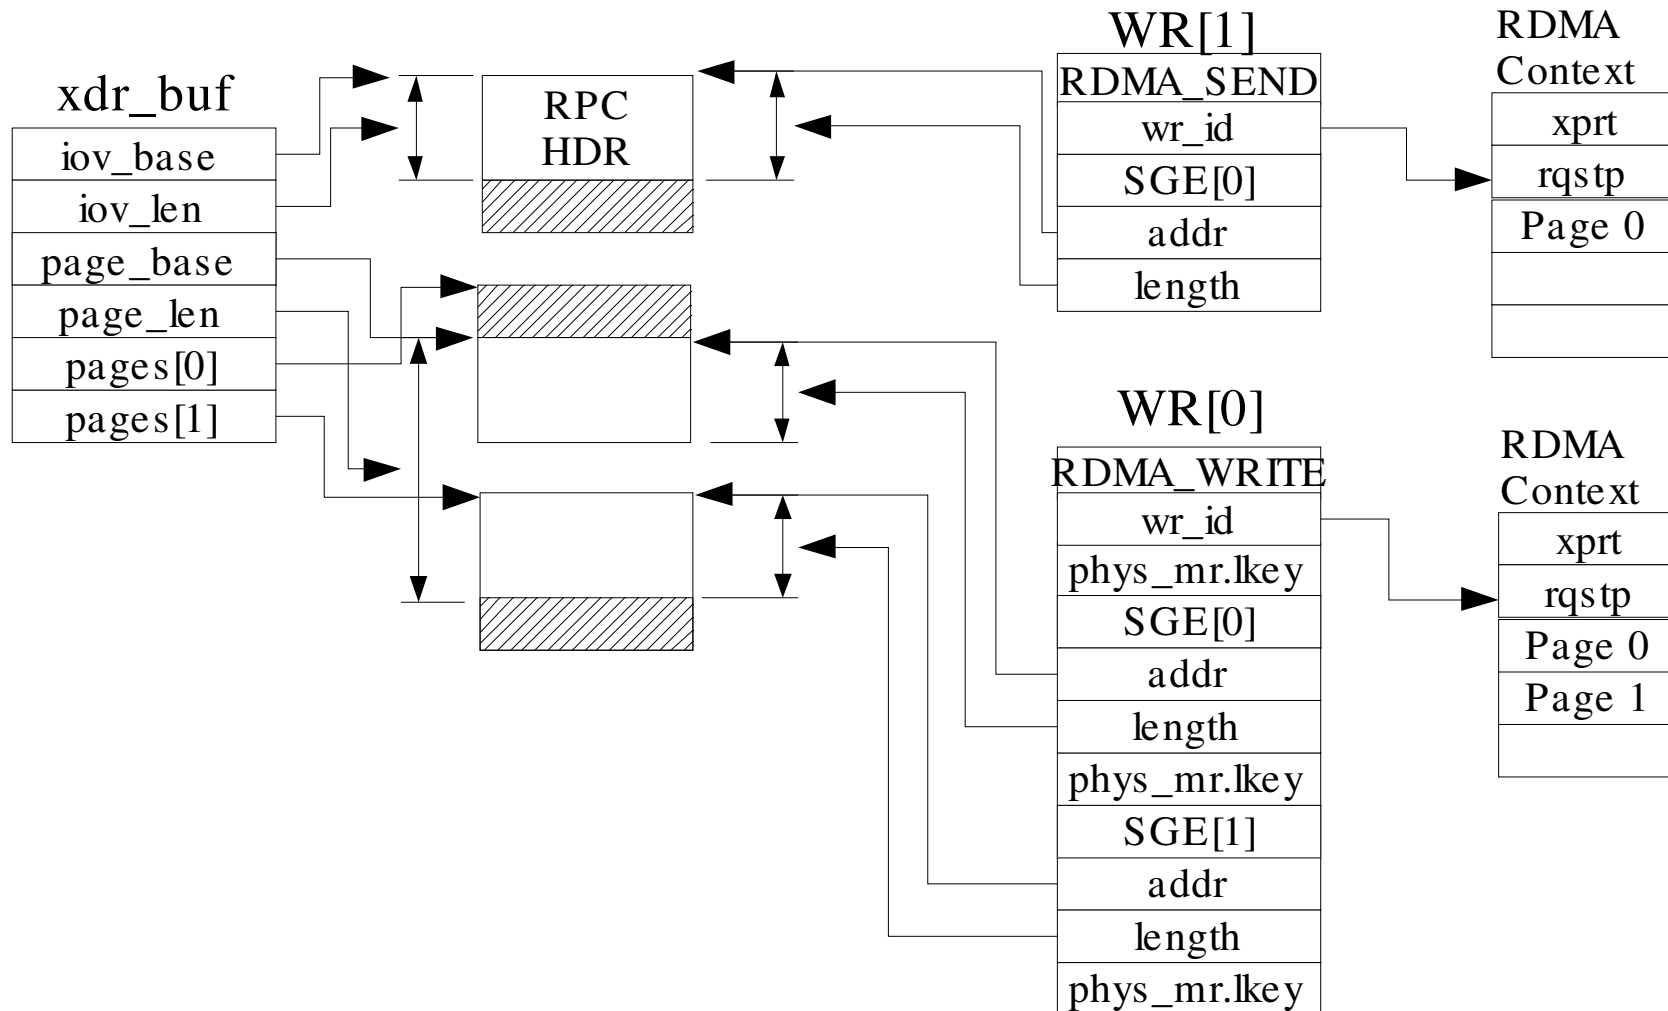 xdr_buf
iov_base
iov_len
page_base
page_len
pages[0]
pages[1]
RPC
HDR
WR[1]
RDMA_SEND
wr_id
SGE[0]
addr
length
RDMA
Context
xprt
rqstp
Page 0
WR[0]
RDMA_WRITE
wr_id
phys_mr.lkey
SGE[0]
addr
length
phys_mr.lkey
SGE[1]
addr
length
phys_mr.lkey
RDMA
Context
xprt
rqstp
Page 0
Page 1